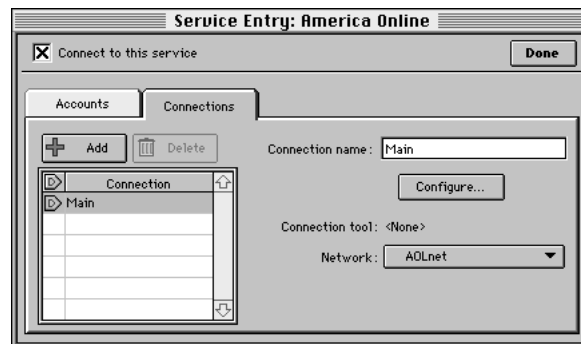 Service Entry: America Online
Connect to this service
Done
Accounts
Connections
Add
Delete
Connection name: Main
Configure...
D Connection
D Main
Connection tool: <None>
Network: AOLnet